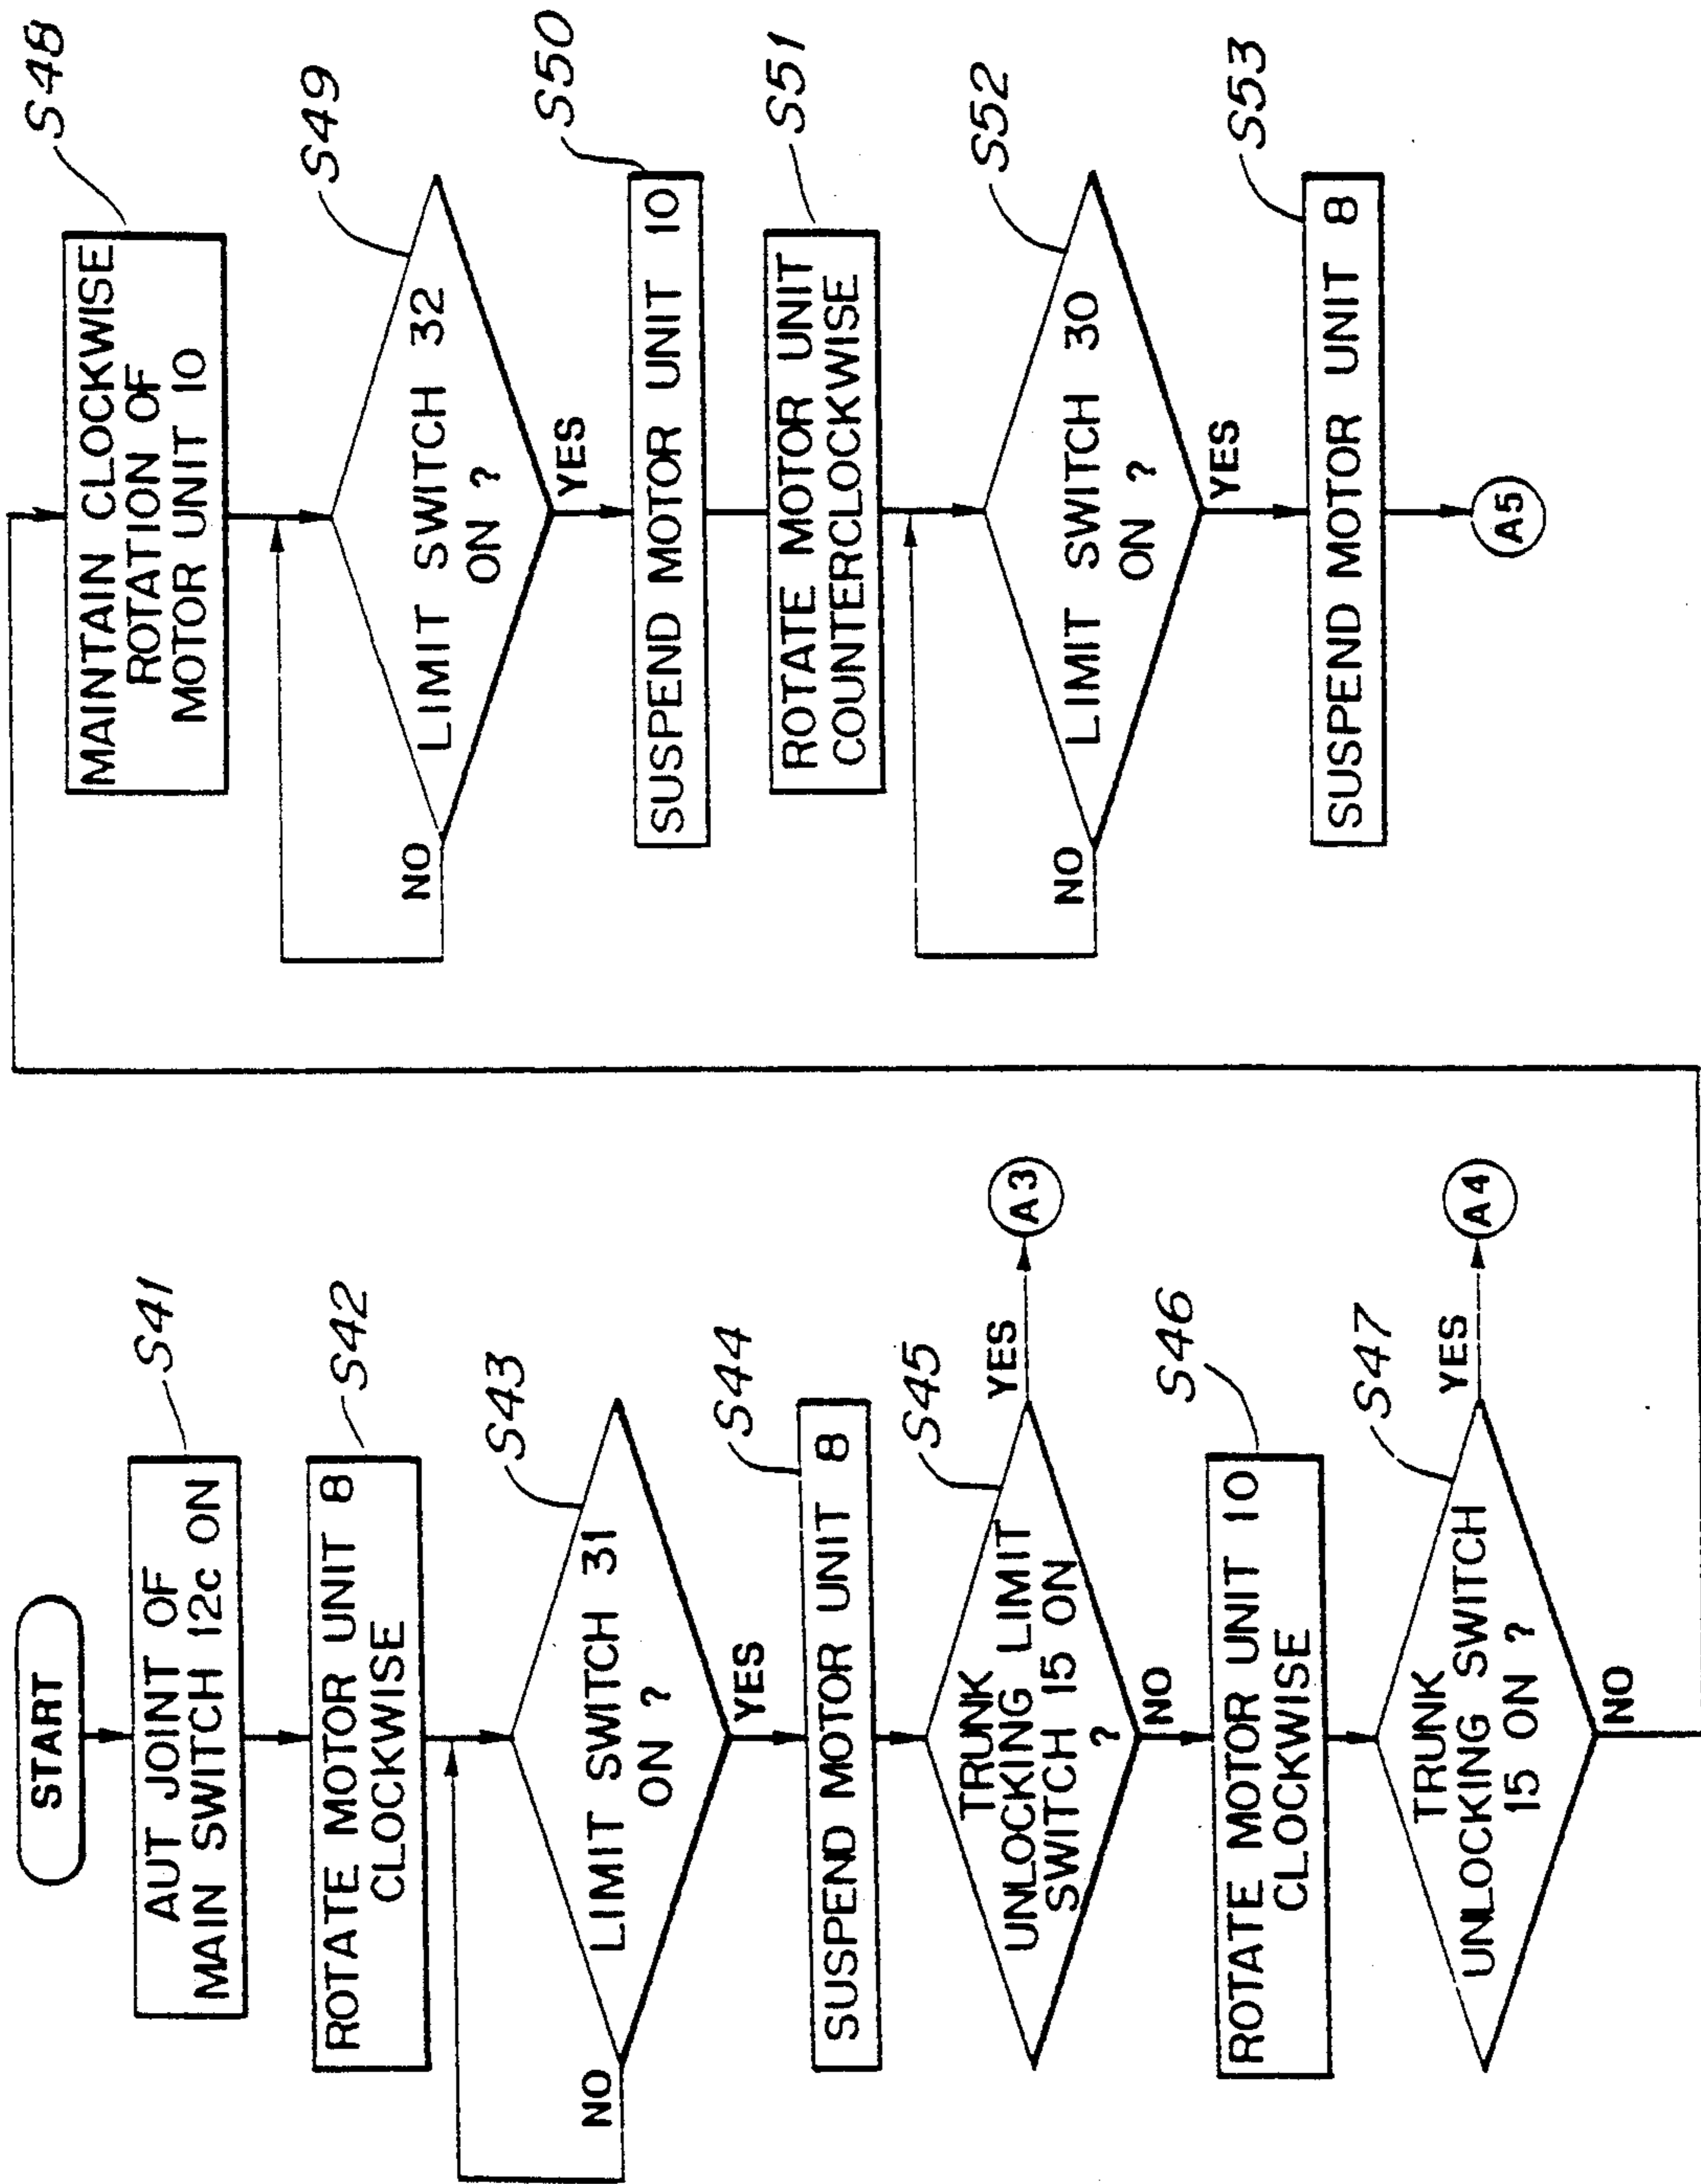 START
AUT JOINT OF
MAIN SWITCH 12c ON
S41
ROTATE MOTOR UNIT 8
CLOCKWISE
S42
LIMIT SWITCH 31
ON ?
S43
NO
YES
SUSPEND MOTOR UNIT 8
S44
TRUNK
UNLOCKING LIMIT
SWITCH 15 ON
?
S45
YES
A3
NO
ROTATE MOTOR UNIT 10
CLOCKWISE
S46
TRUNK
UNLOCKING SWITCH
15 ON ?
S47
YES
A4
NO
MAINTAIN CLOCKWISE
ROTATION OF
MOTOR UNIT 10
S48
LIMIT SWITCH 32
ON ?
S49
NO
YES
SUSPEND MOTOR UNIT 10
S50
ROTATE MOTOR UNIT
COUNTERCLOCKWISE
S51
LIMIT SWITCH 30
ON ?
S52
NO
YES
SUSPEND MOTOR UNIT 8
S53
A5